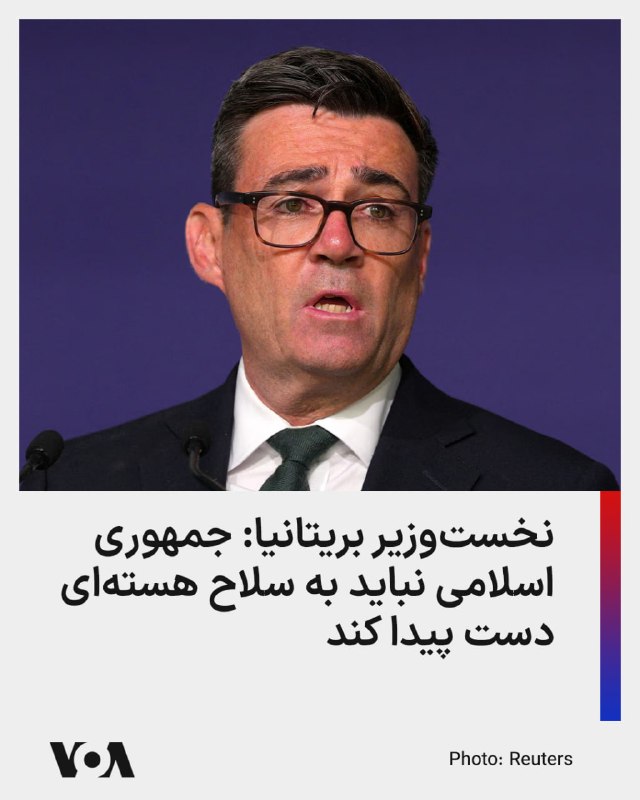 نخست‌وزیر بریتانیا: جمهوری
اسلامی نباید به سلاح هسته‌ای
دست پیدا کند
VOA
Photo: Reuters